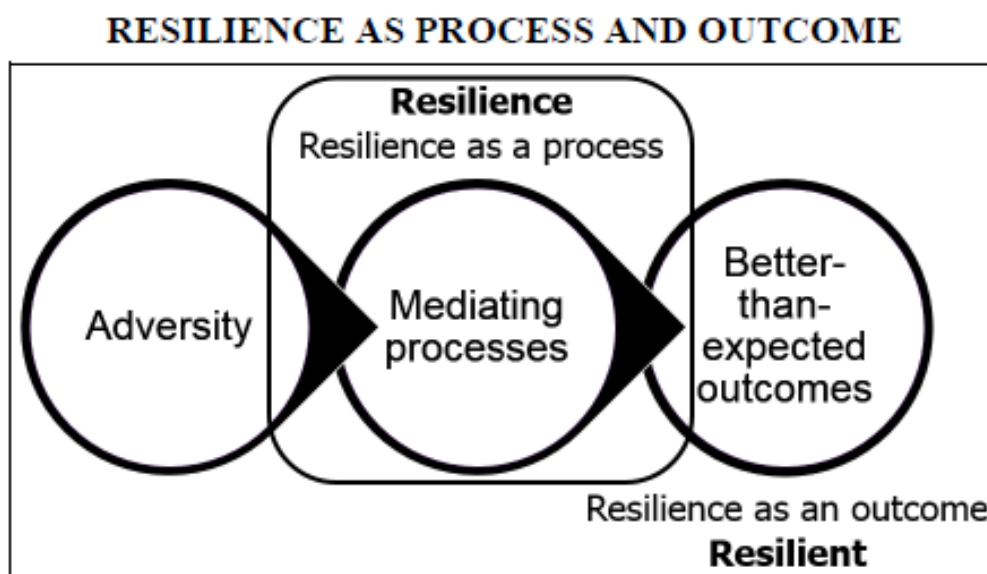 RESILIENCE AS PROCESS AND OUTCOME
Resilience
Resilience as a process
Adversity
Mediating
processes
Better-
than-
expected
outcomes
Resilience as an outcome
Resilient